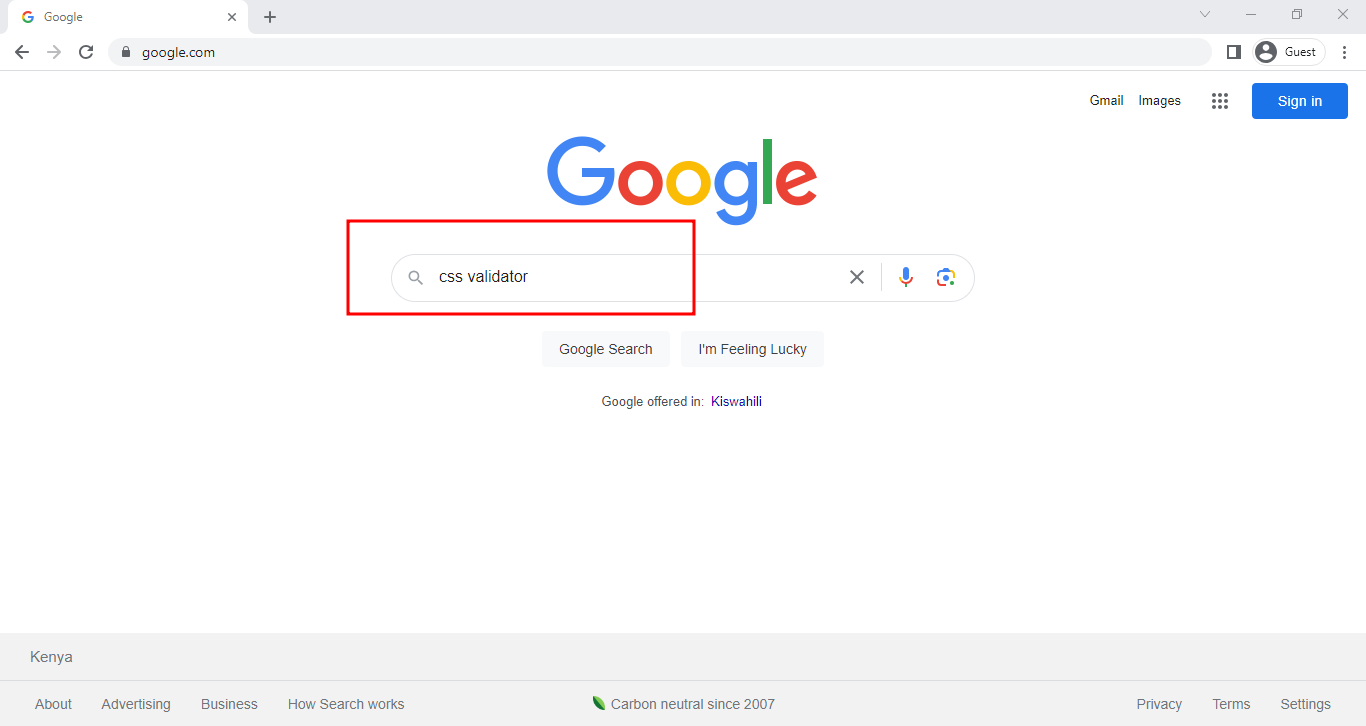 Google
google.com
Guest
Gmail Images
Sign in
Google
css validator
Google Search
I'm Feeling Lucky
Google offered in: Kiswahili
Kenya
About Advertising Business How Search works
Carbon neutral since 2007
Privacy Terms Settings